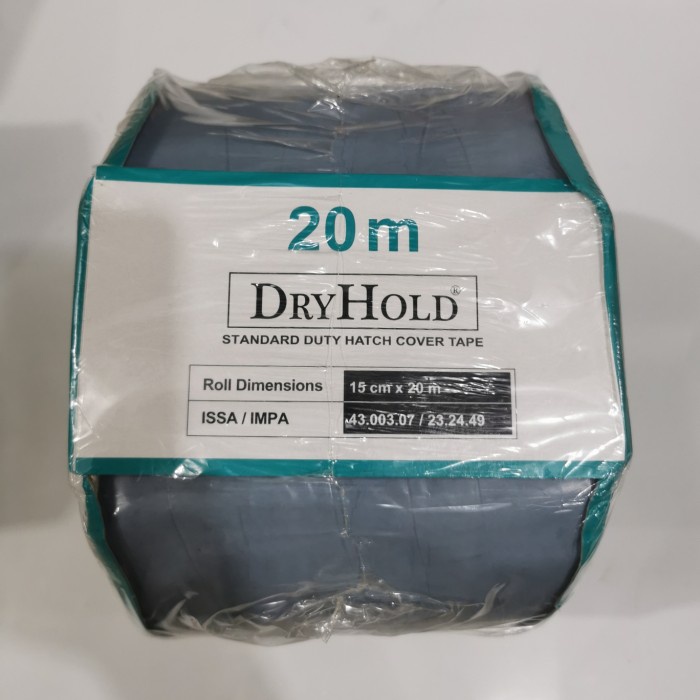 20 m
DRYHOLD®
STANDARD DUTY HATCH COVER TAPE
Roll Dimensions 15 cm x 20 m
ISSA / IMPA 43.003.07 / 23.24.49